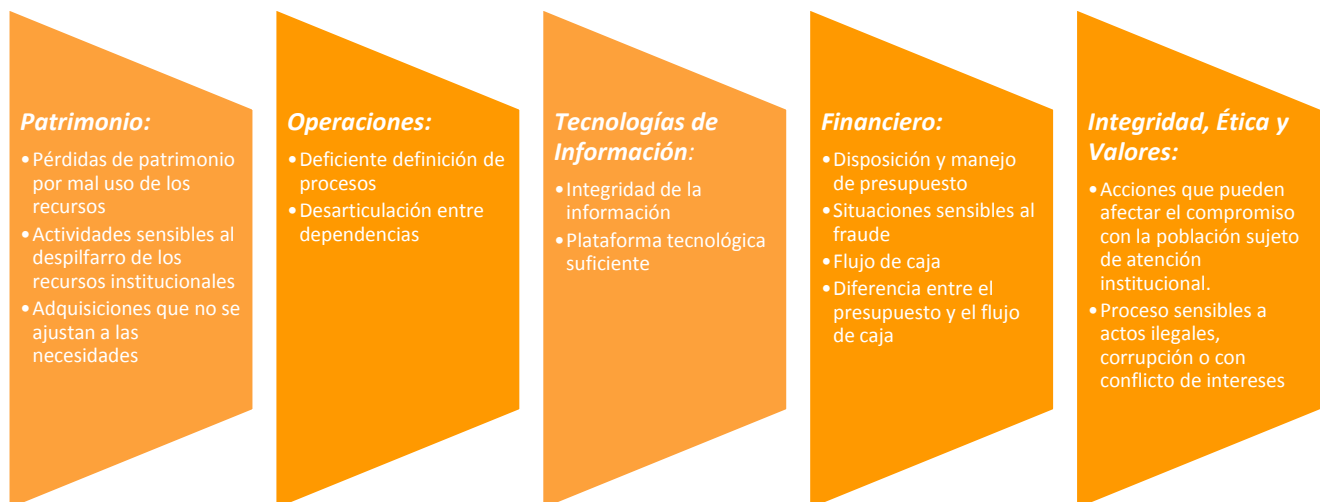 Patrimonio:
•Pérdidas de patrimonio
por mal uso de los
recursos
•Actividades sensibles al
despilfarro de los
recursos institucionales
•Adquisiciones que no se
ajustan a las
necesidades
Operaciones:
•Deficiente definición de
procesos
•Desarticulación entre
dependencias
Tecnologías de
Información:
•Integridad de la
información
•Plataforma tecnológica
suficiente
Financiero:
•Disposición y manejo
de presupuesto
•Situaciones sensibles al
fraude
•Flujo de caja
•Diferencia entre el
presupuesto y el flujo
de caja
Integridad, Ética y
Valores:
•Acciones que pueden
afectar el compromiso
con la población sujeto
de atención
institucional.
•Proceso sensibles a
actos ilegales,
corrupción o con
conflicto de intereses